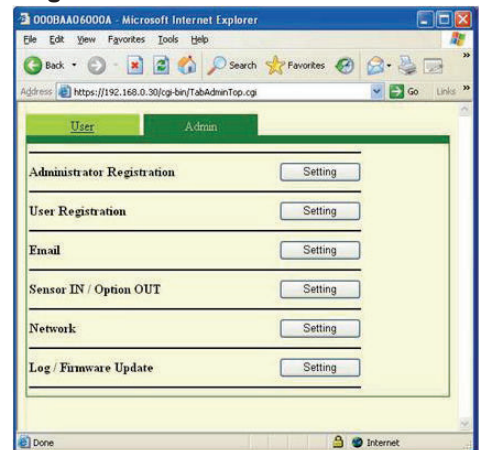 000BAA06000A - Microsoft Internet Explorer
File Edit View Favorites Tools Help
Back Search Favorites »
Address https://192.168.0.30/cgi-bin/TabAdminTop.cgi Go Links »
User Admin
Administrator Registration Setting
User Registration Setting
Email Setting
Sensor IN / Option OUT Setting
Network Setting
Log / Firmware Update Setting
Done Internet